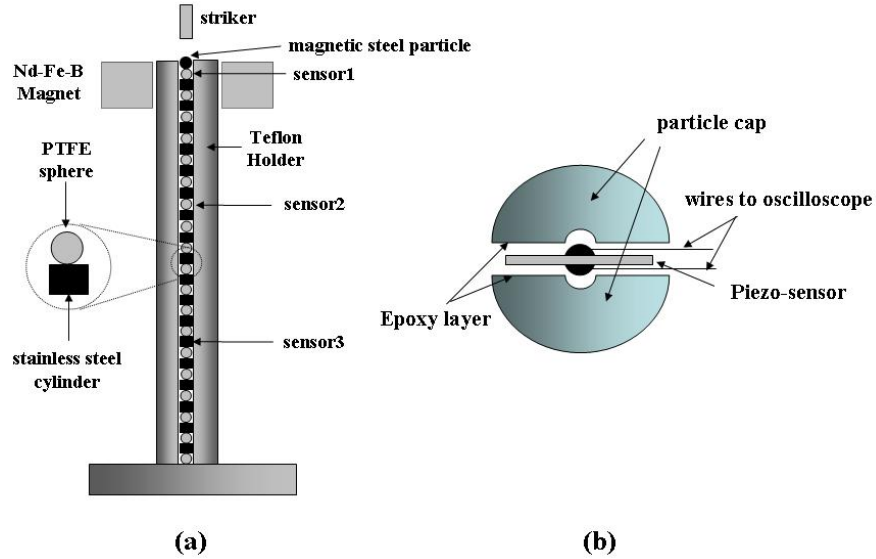 striker
magnetic steel particle
sensor1
Nd-Fe-B
Magnet
Teflon
Holder
PTFE
sphere
sensor2
sensor3
stainless steel
cylinder
(a)
particle cap
wires to oscilloscope
Piezo-sensor
Epoxy layer
(b)